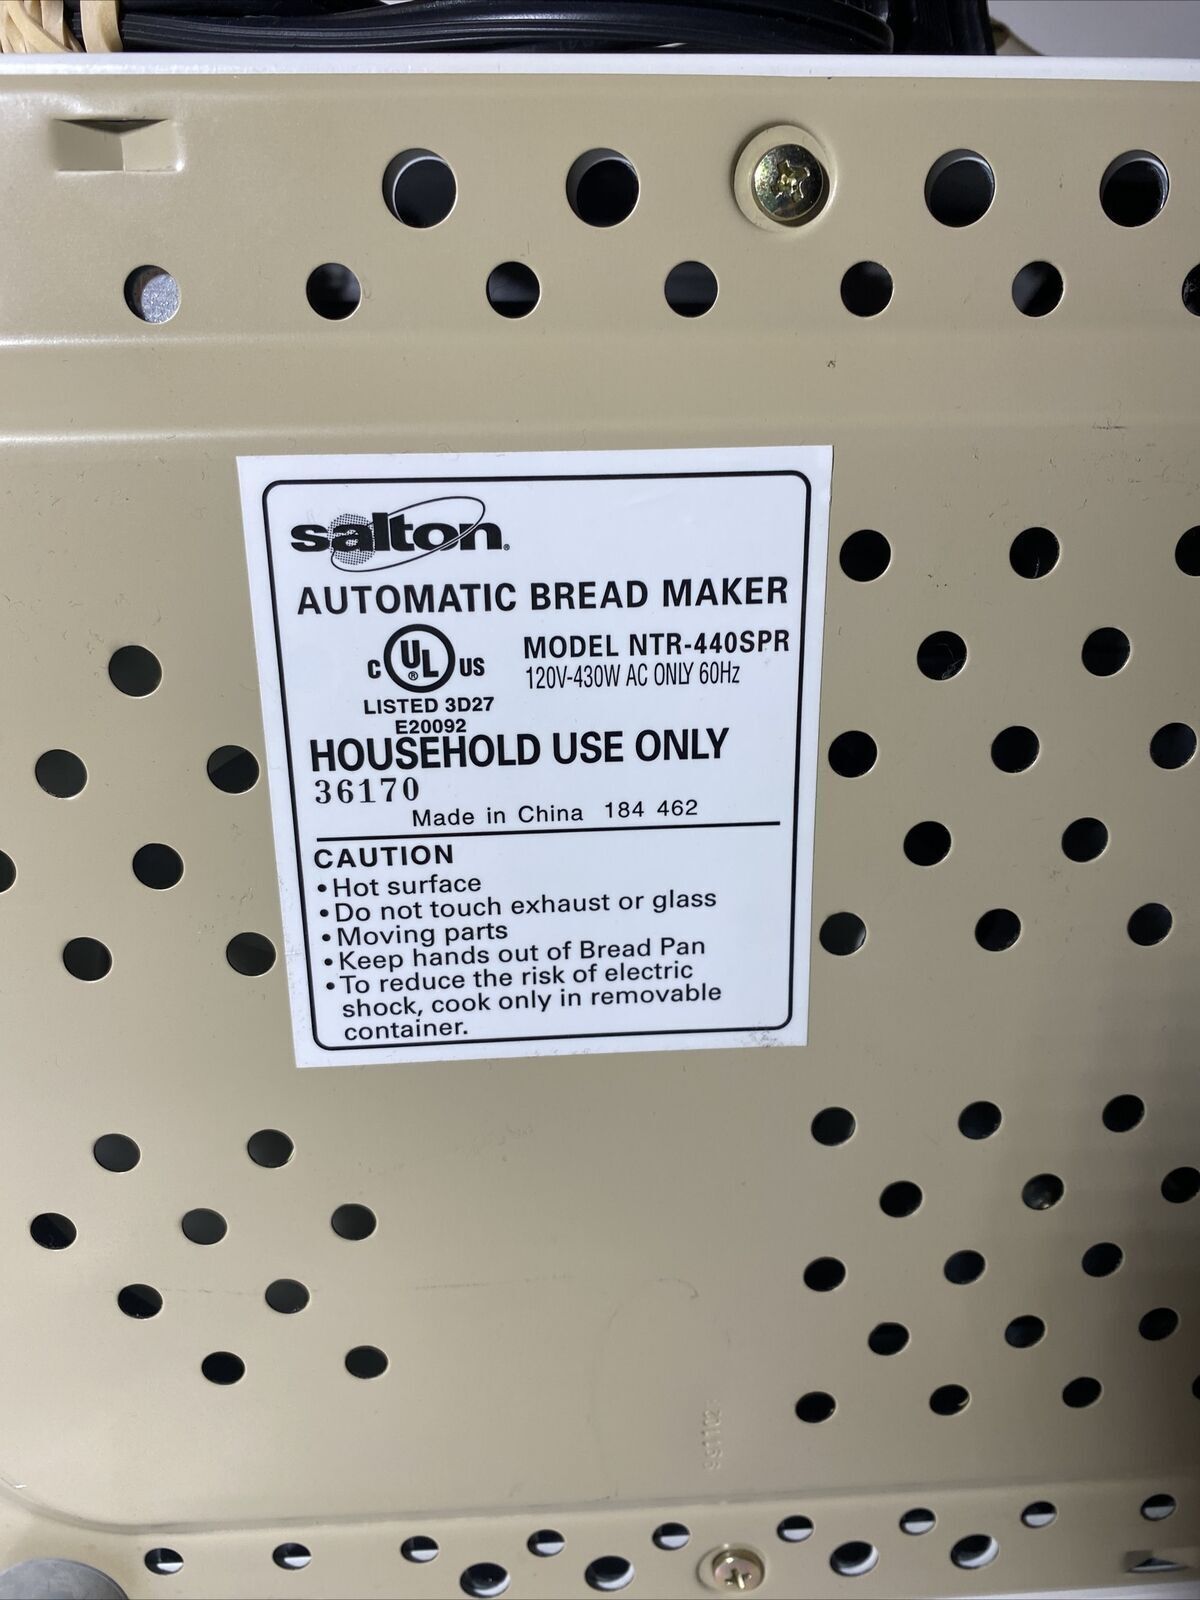 salton®
AUTOMATIC BREAD MAKER
C UL® US
MODEL NTR-440SPR
120V-430W AC ONLY 60Hz
LISTED 3D27
E20092
HOUSEHOLD USE ONLY
36170
Made in China 184 462
CAUTION
• Hot surface
• Do not touch exhaust or glass
• Moving parts
• Keep hands out of Bread Pan
• To reduce the risk of electric
shock, cook only in removable
container.